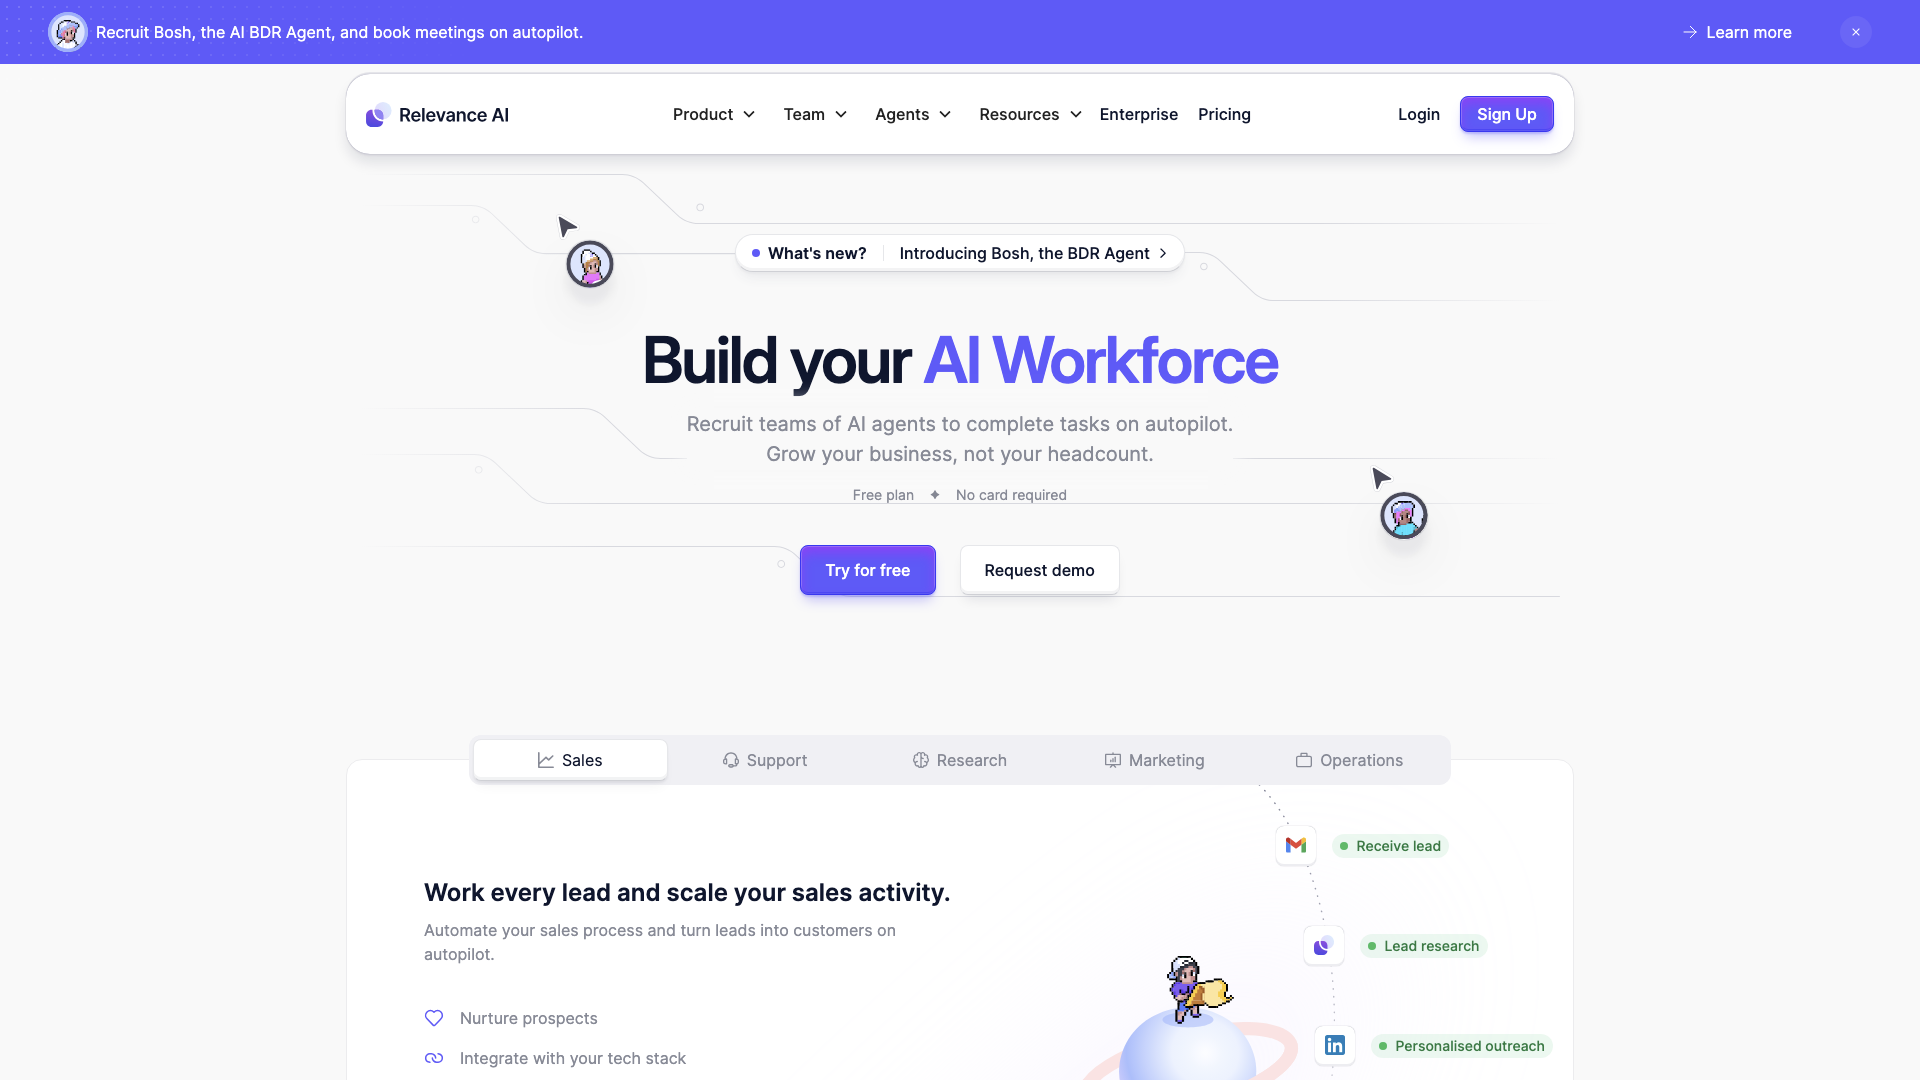 Recruit Bosh, the AI BDR Agent, and book meetings on autopilot.
Learn more
Relevance AI
Product
Team
Agents
Resources
Enterprise
Pricing
Login
Sign Up
What's new?
Introducing Bosh, the BDR Agent
Build your AI Workforce
Recruit teams of AI agents to complete tasks on autopilot.
Grow your business, not your headcount.
Free plan
No card required
Try for free
Request demo
Sales
Support
Research
Marketing
Operations
Work every lead and scale your sales activity.
Automate your sales process and turn leads into customers on
autopilot.
Nurture prospects
Integrate with your tech stack
Receive lead
Lead research
in
Personalised outreach